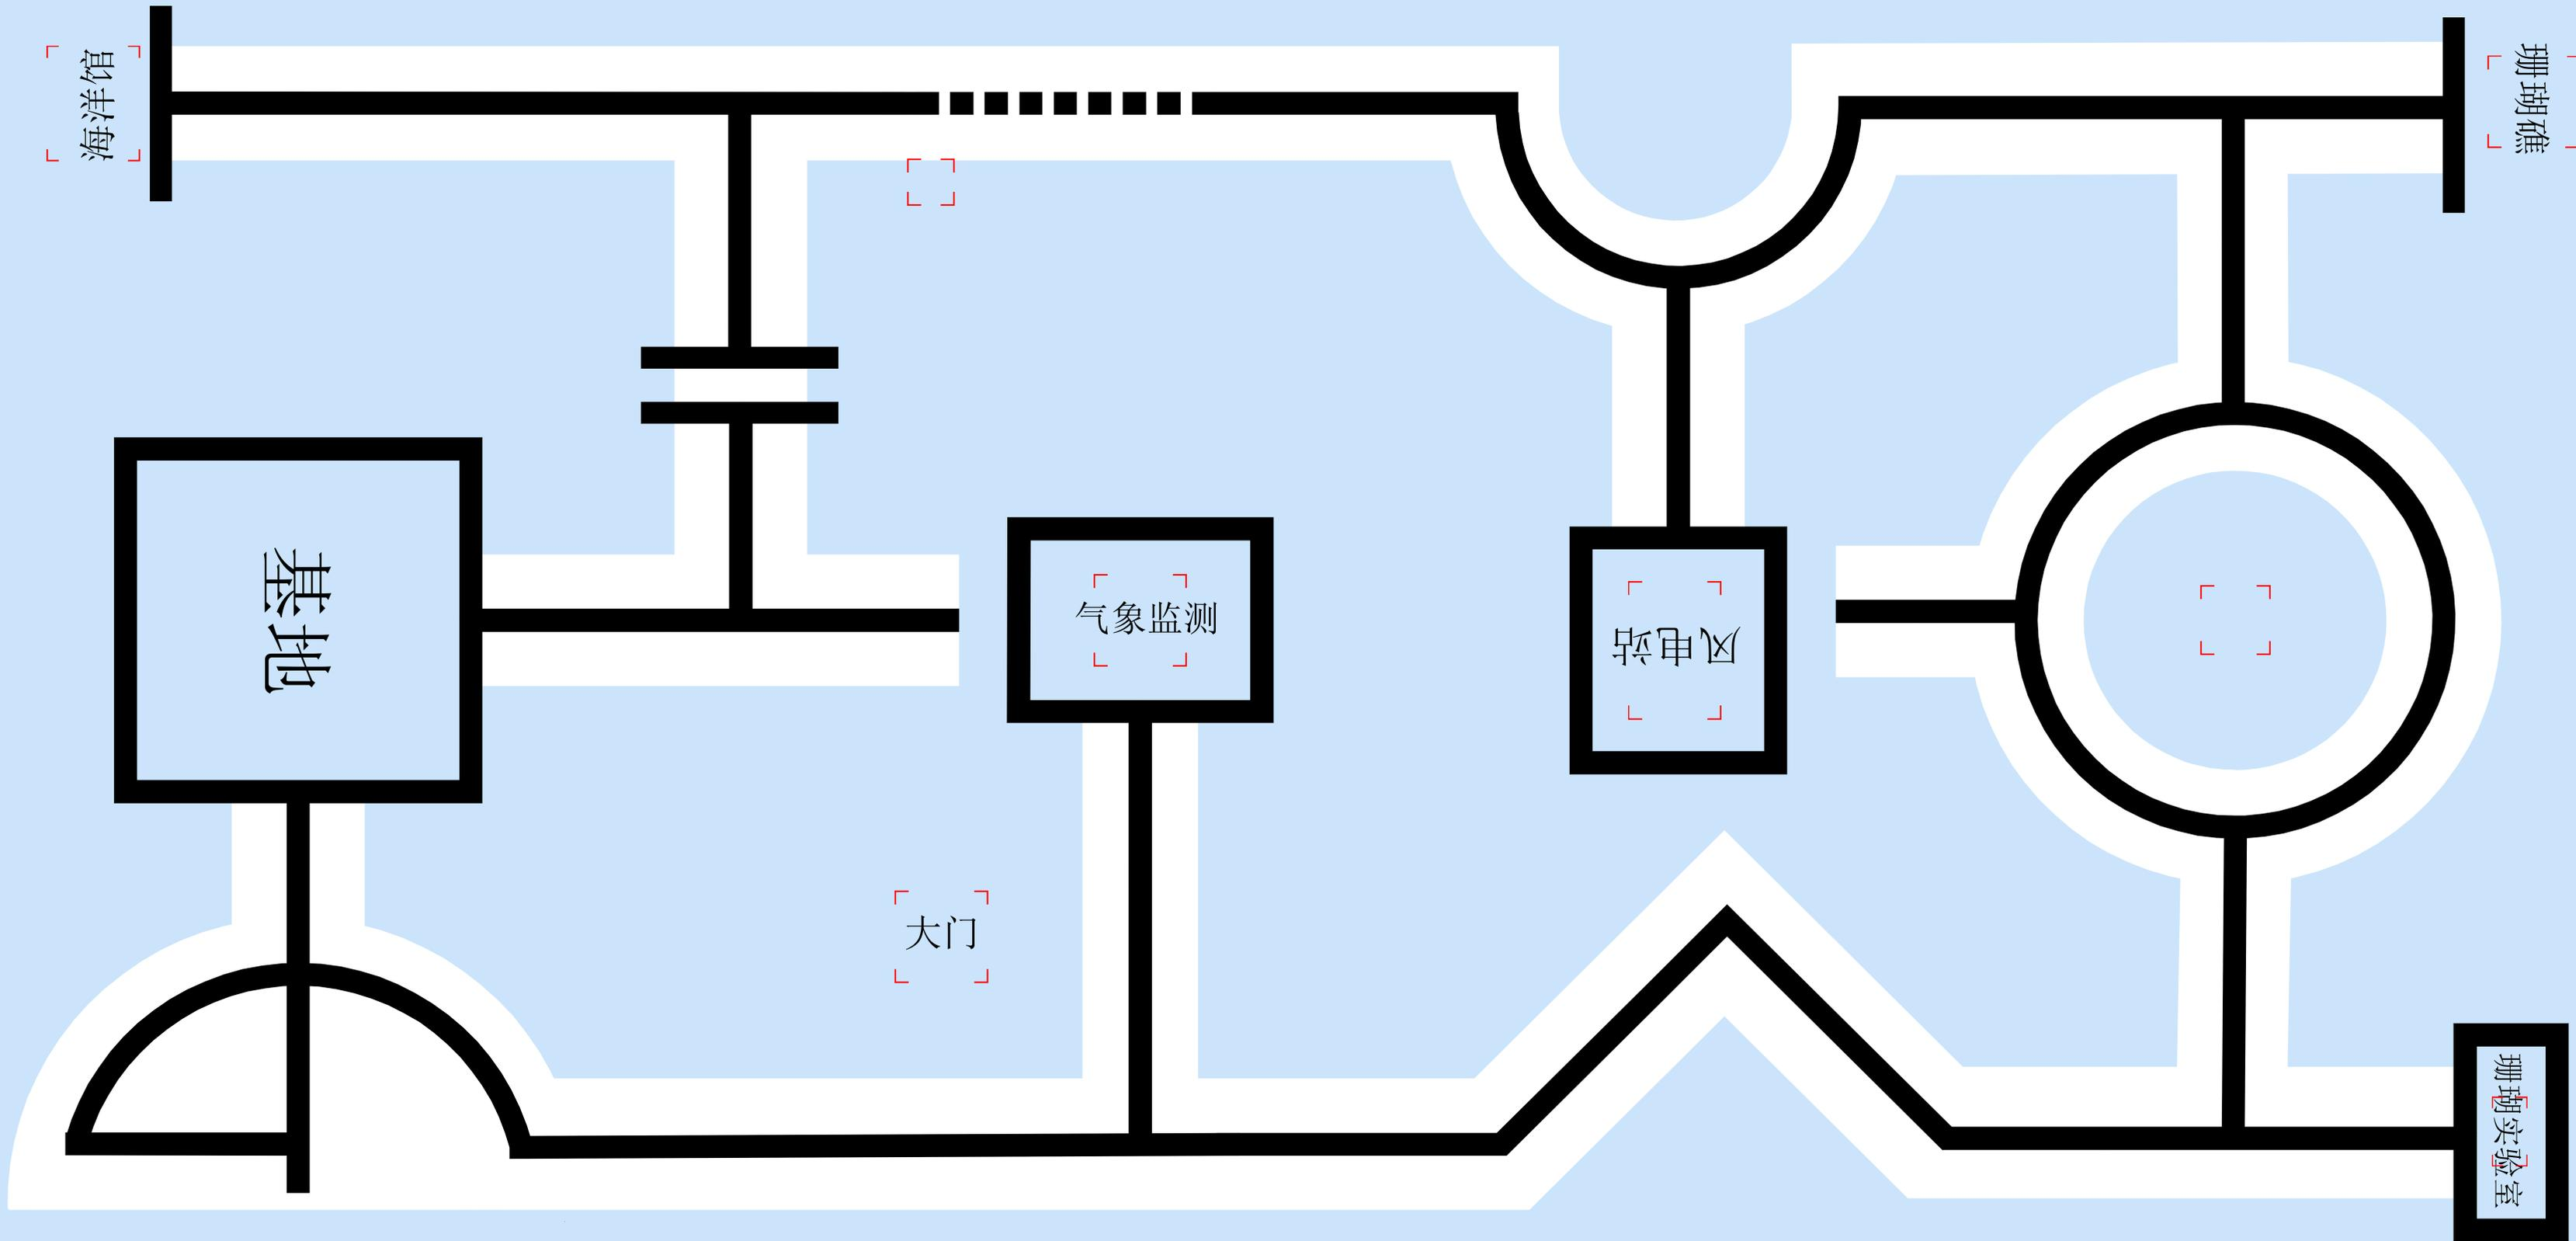 海洋馆
珊瑚礁
基地
气象监测
风电站
大门
珊瑚实验室